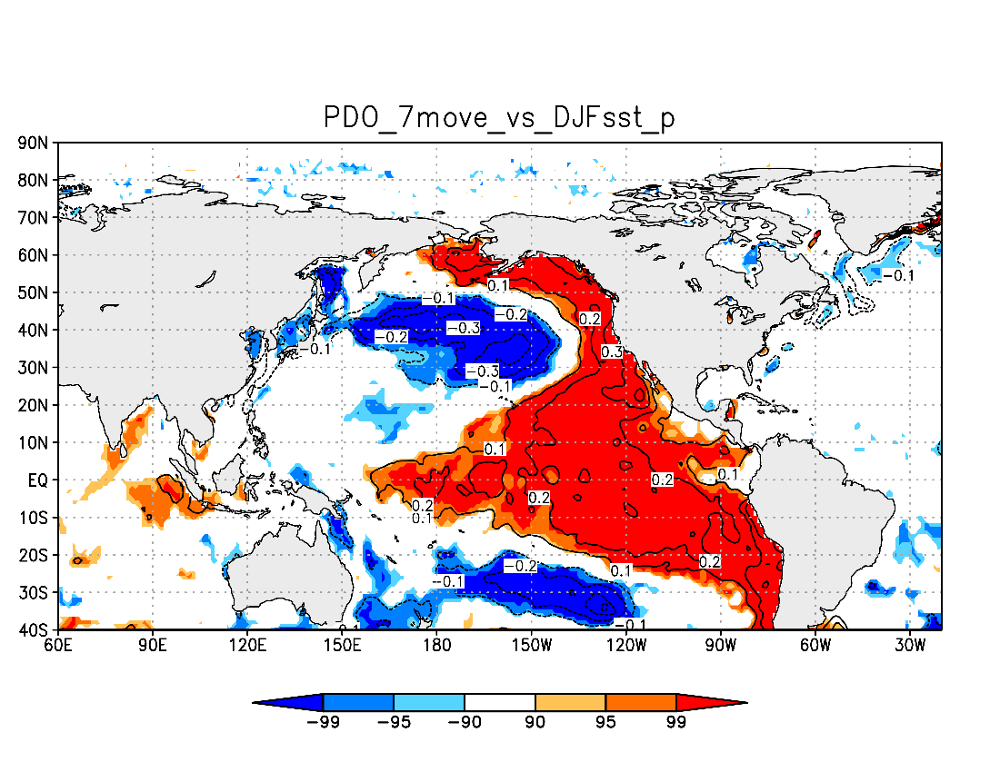 PDO_7move_vs_DJFsst_p
90N
80N
70N
60N
50N
40N
30N
20N
10N
EQ
10S
20S
30S
40S
60E 90E 120E 150E 180 150W 120W 90W 60W 30W
0.1
-0.1
-0.1
-0.2
0.2
-0.3
-0.2
-0.1
0.3
-0.3
-0.1
0.1
0.1
0.2
0.2
0.2
0.1
0.2
-0.2
0.1
-0.1
-0.1
-99 -95 -90 90 95 99